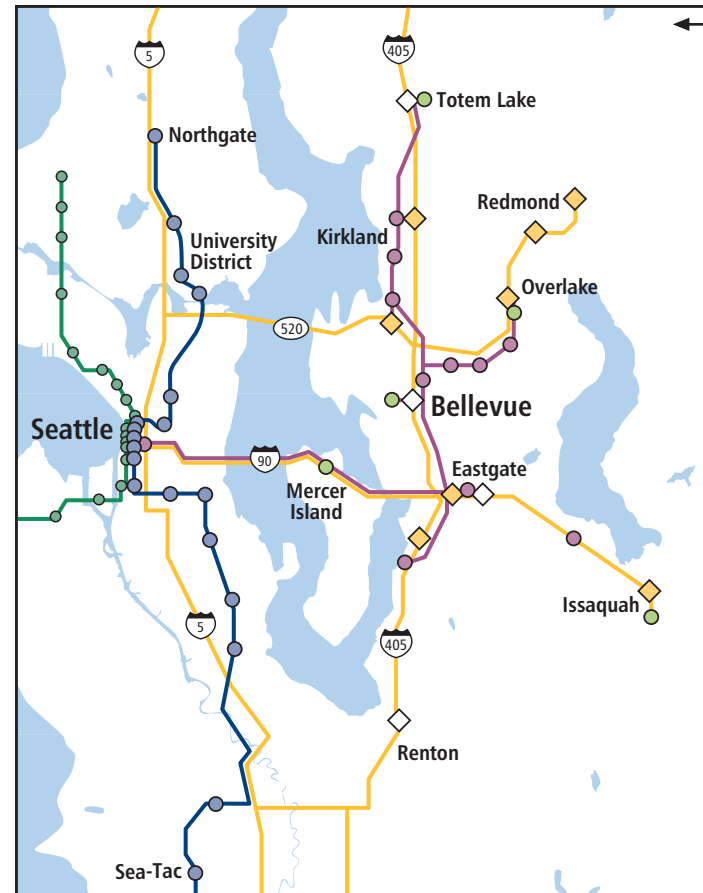 5
405
Totem Lake
Northgate
Redmond
Kirkland
University
District
Overlake
520
Seattle
Bellevue
90
Eastgate
Mercer
Island
Issaquah
5
405
Renton
Sea-Tac